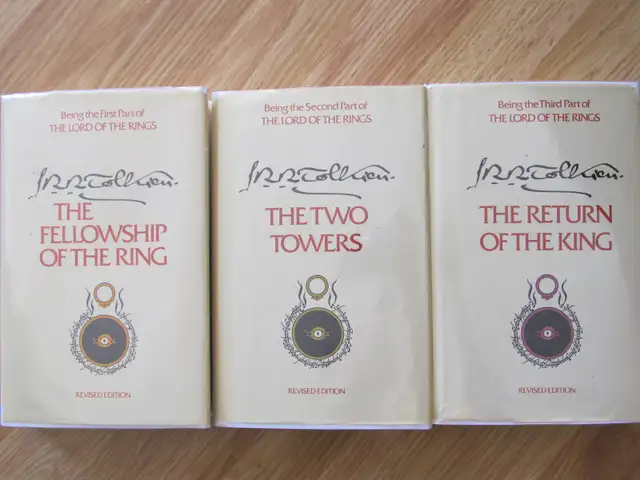 Being the First Part of
THE LORD OF THE RINGS
J.R.R. Tolkien.
THE
FELLOWSHIP
OF THE RING
REVISED EDITION
Being the Second Part of
THE LORD OF THE RINGS
J.R.R. Tolkien.
THE TWO
TOWERS
REVISED EDITION
Being the Third Part of
THE LORD OF THE RINGS
J.R.R. Tolkien.
THE RETURN
OF THE KING
REVISED EDITION